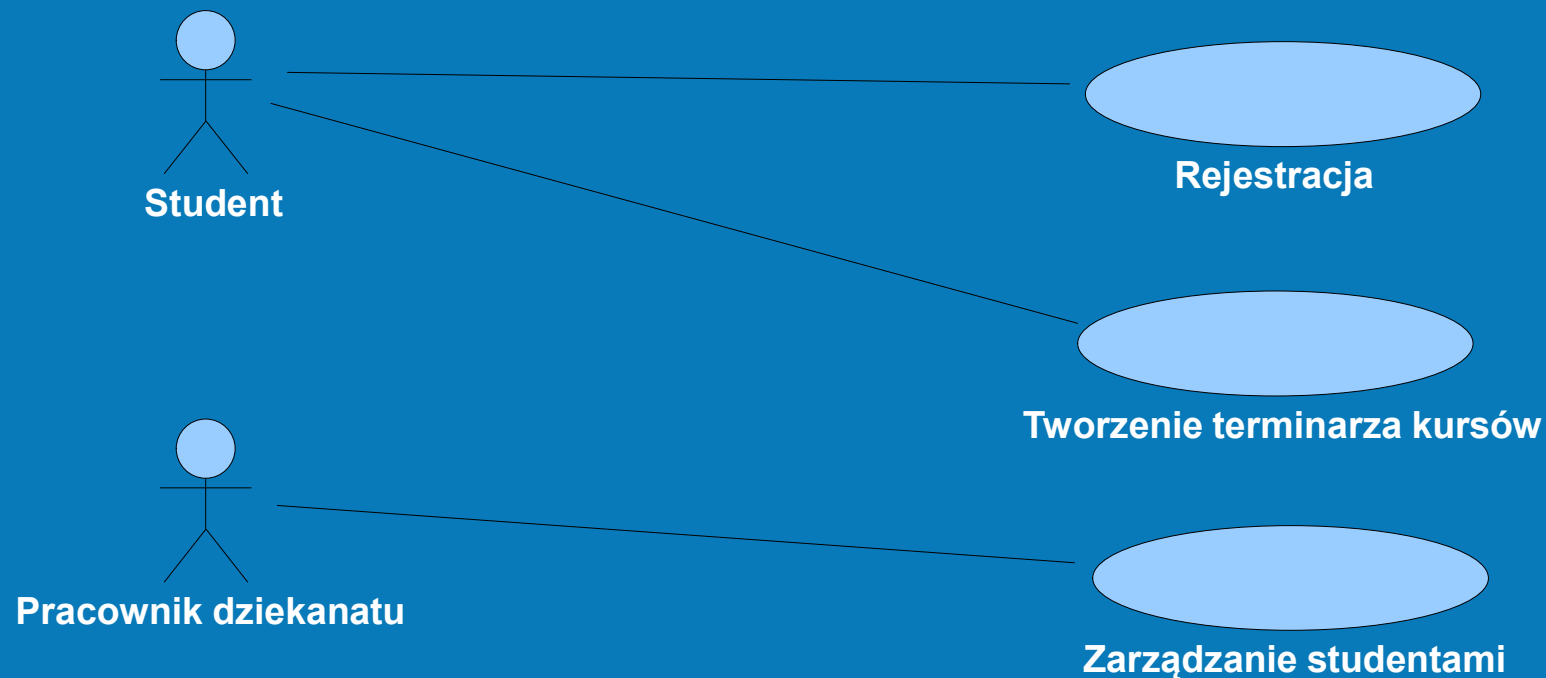 Student
Rejestracja
Tworzenie terminarza kursów
Pracownik dziekanatu
Zarządzanie studentami